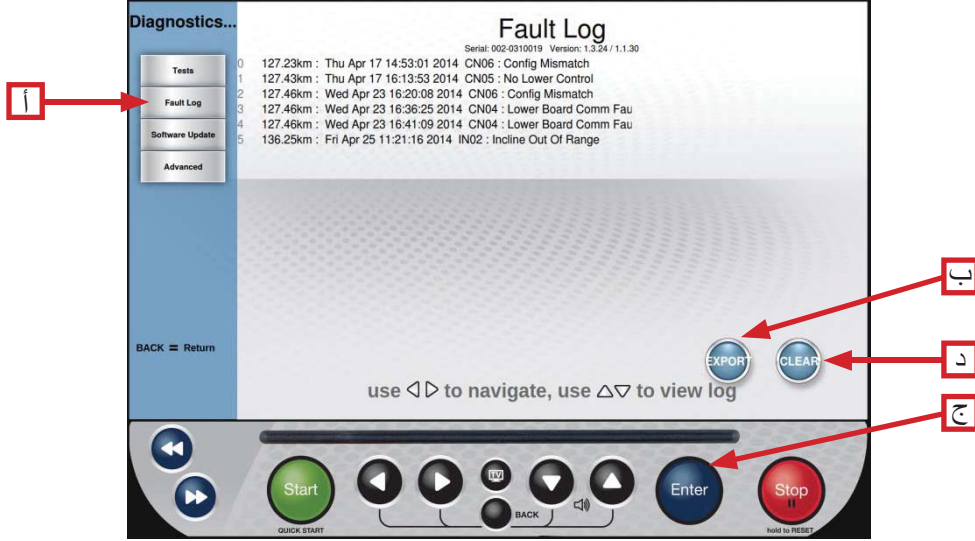 Diagnostics...
Fault Log
Serial: 002-0310019 Version: 1.3.24 / 1.1.30
Tests
Fault Log
Software Update
Advanced
0 127.23km : Thu Apr 17 14:53:01 2014 CN06 : Config Mismatch
1 127.43km : Thu Apr 17 16:13:53 2014 CN05 : No Lower Control
2 127.46km : Wed Apr 23 16:20:08 2014 CN06 : Config Mismatch
3 127.46km : Wed Apr 23 16:36:25 2014 CN04 : Lower Board Comm Fau
4 127.46km : Wed Apr 23 16:41:09 2014 CN04 : Lower Board Comm Fau
5 136.25km : Fri Apr 25 11:21:16 2014 IN02 : Incline Out Of Range
أ
ب
BACK = Return
EXPORT
CLEAR
د
use ◁ ▷ to navigate, use △▽ to view log
ج
Start
QUICK START
TV
BACK
Enter
Stop
hold to RESET